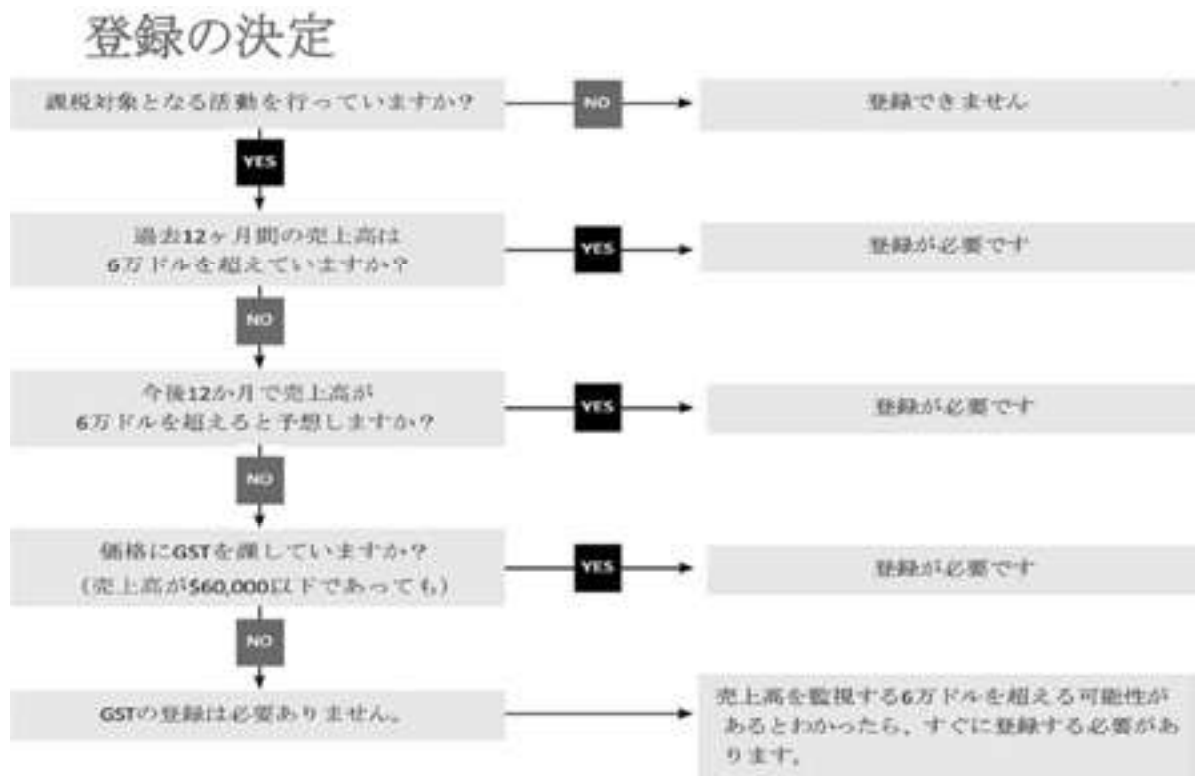 登録の決定
課税対象となる活動を行っていますか？
NO
登録できません
YES
過去12ヶ月間の売上高は
6万ドルを超えていますか？
YES
登録が必要です
NO
今後12か月で売上高が
6万ドルを超えると予想しますか？
YES
登録が必要です
NO
価格にGSTを課していますか？
（売上高が$60,000以下であっても）
YES
登録が必要です
NO
GSTの登録は必要ありません。
売上高を監視する6万ドルを超える可能性が
あるとわかったら、すぐに登録する必要があ
ります。